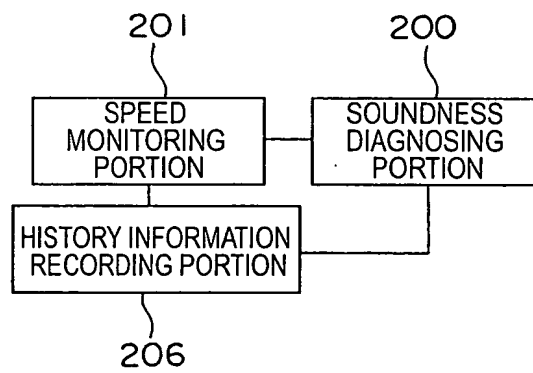 201
200
SPEED
MONITORING
PORTION
SOUNDNESS
DIAGNOSING
PORTION
HISTORY INFORMATION
RECORDING PORTION
206